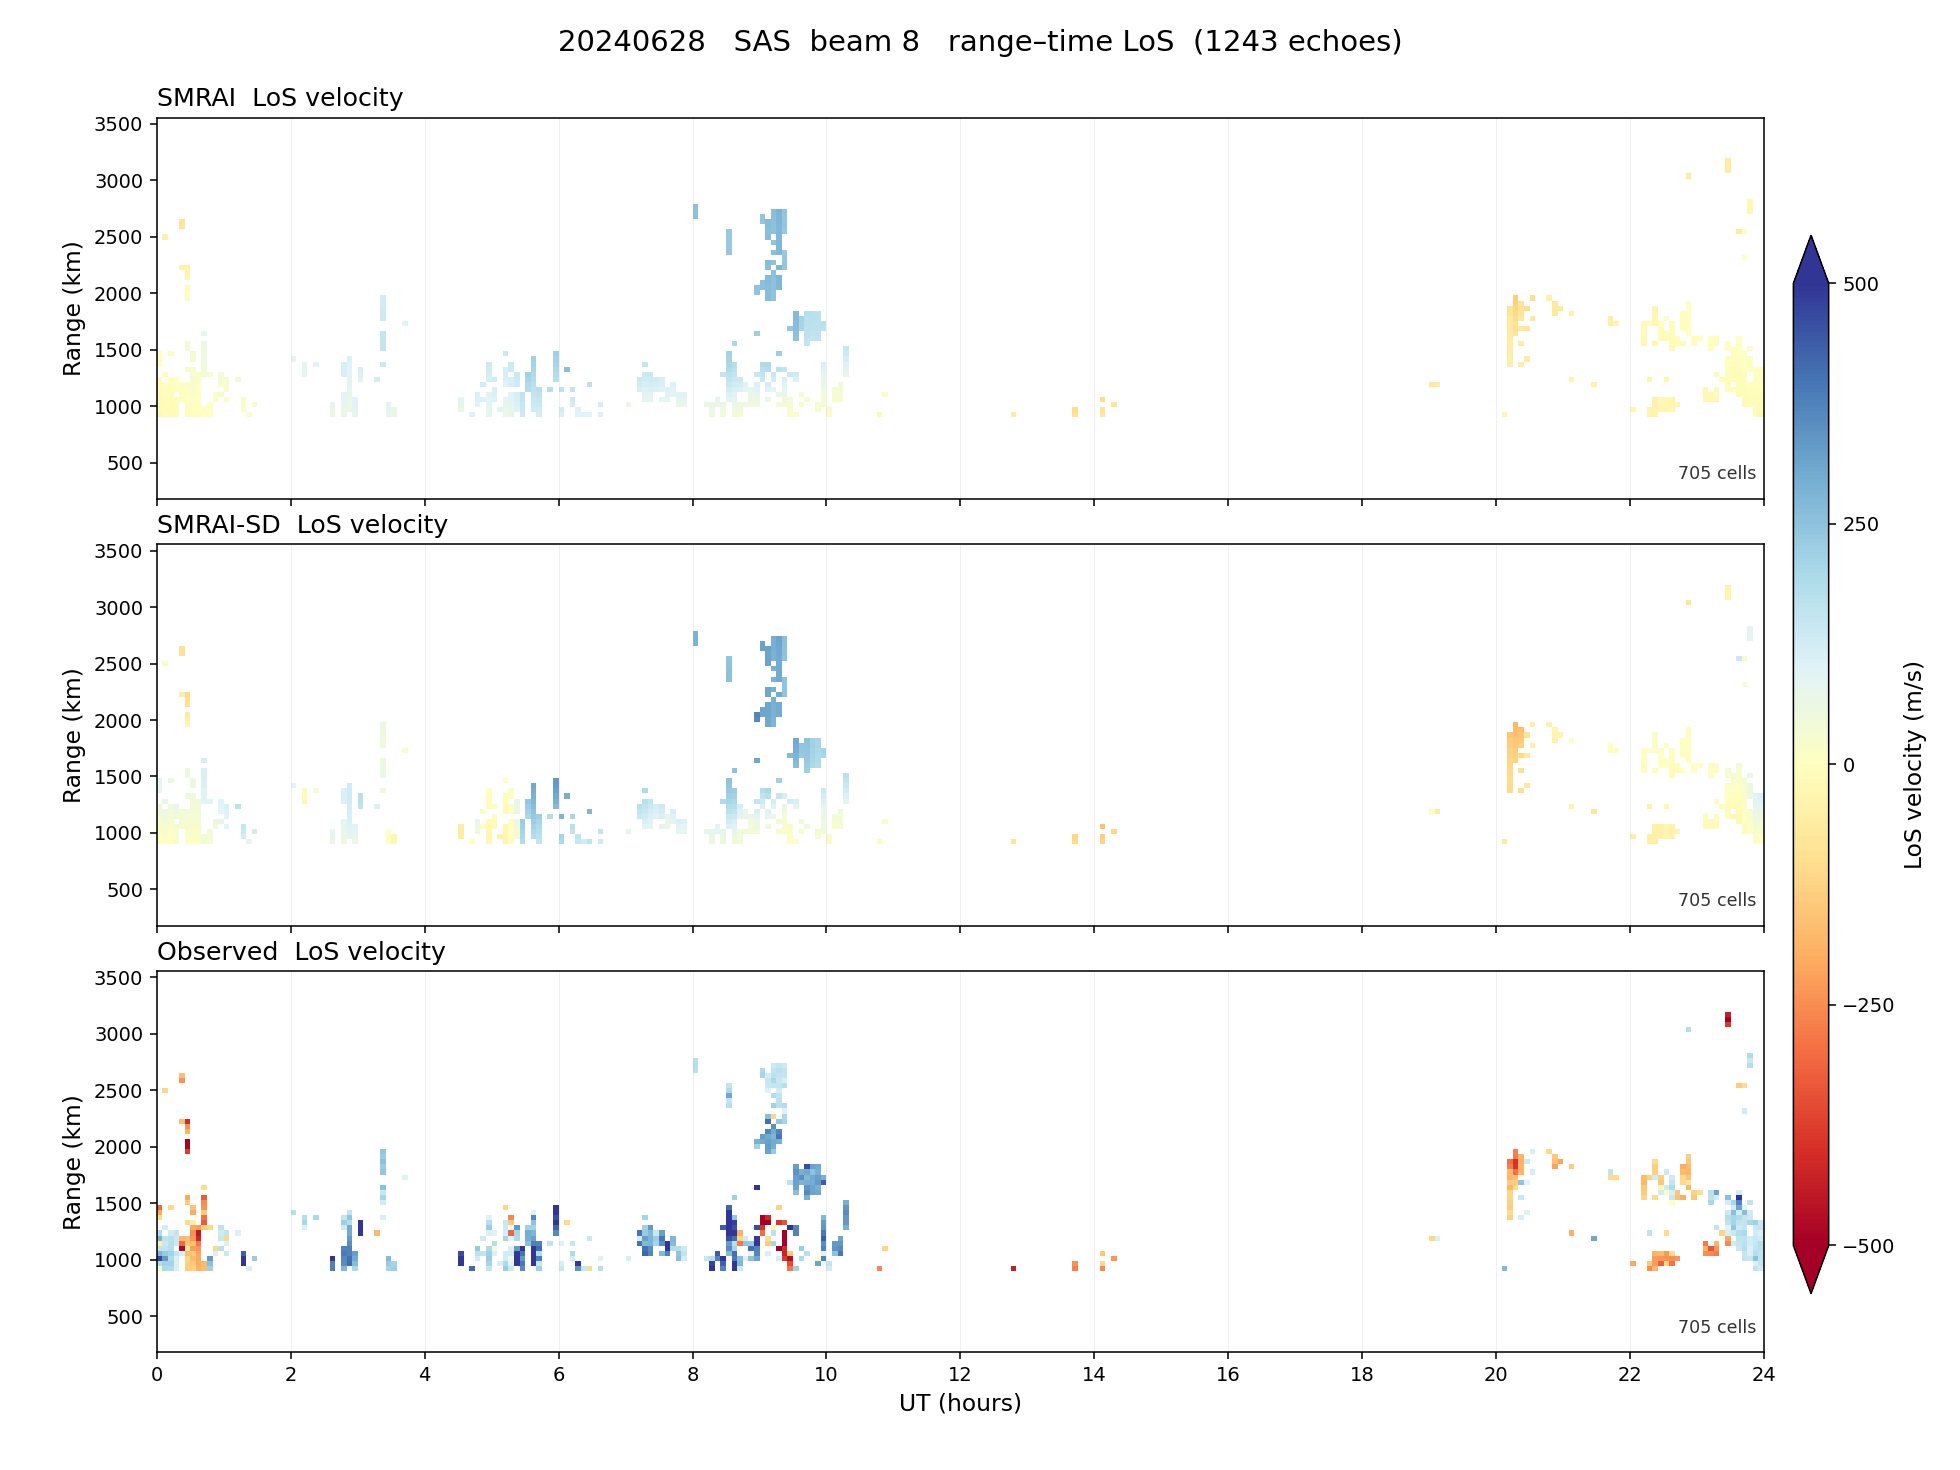 20240628 SAS beam 8 range–time LoS (1243 echoes)
SMRAI LoS velocity
3500
3000
2500
2000
1500
1000
500
Range (km)
705 cells
SMRAI-SD LoS velocity
3500
3000
2500
2000
1500
1000
500
Range (km)
705 cells
Observed LoS velocity
3500
3000
2500
2000
1500
1000
500
Range (km)
705 cells
0 2 4 6 8 10 12 14 16 18 20 22 24
UT (hours)
500
250
0
−250
−500
LoS velocity (m/s)